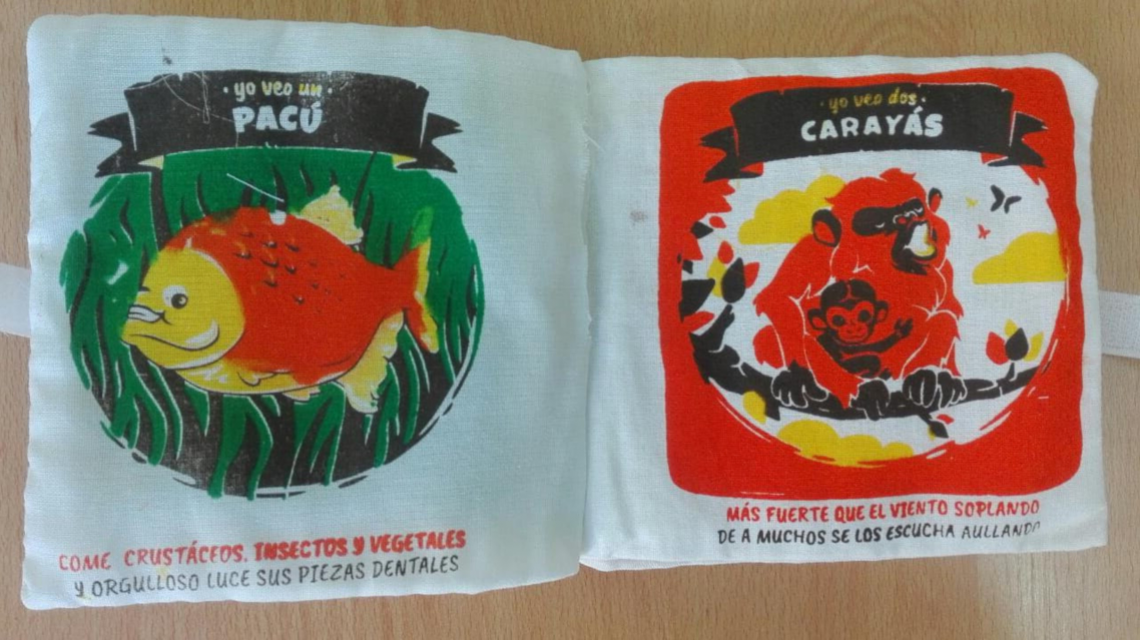 · yo veo un ·
PACÚ
COME CRUSTÁCEOS, INSECTOS Y VEGETALES
Y ORGULLOSO LUCE SUS PIEZAS DENTALES
· yo veo dos ·
CARAYÁS
MÁS FUERTE QUE EL VIENTO SOPLANDO
DE A MUCHOS SE LOS ESCUCHA AULLANDO